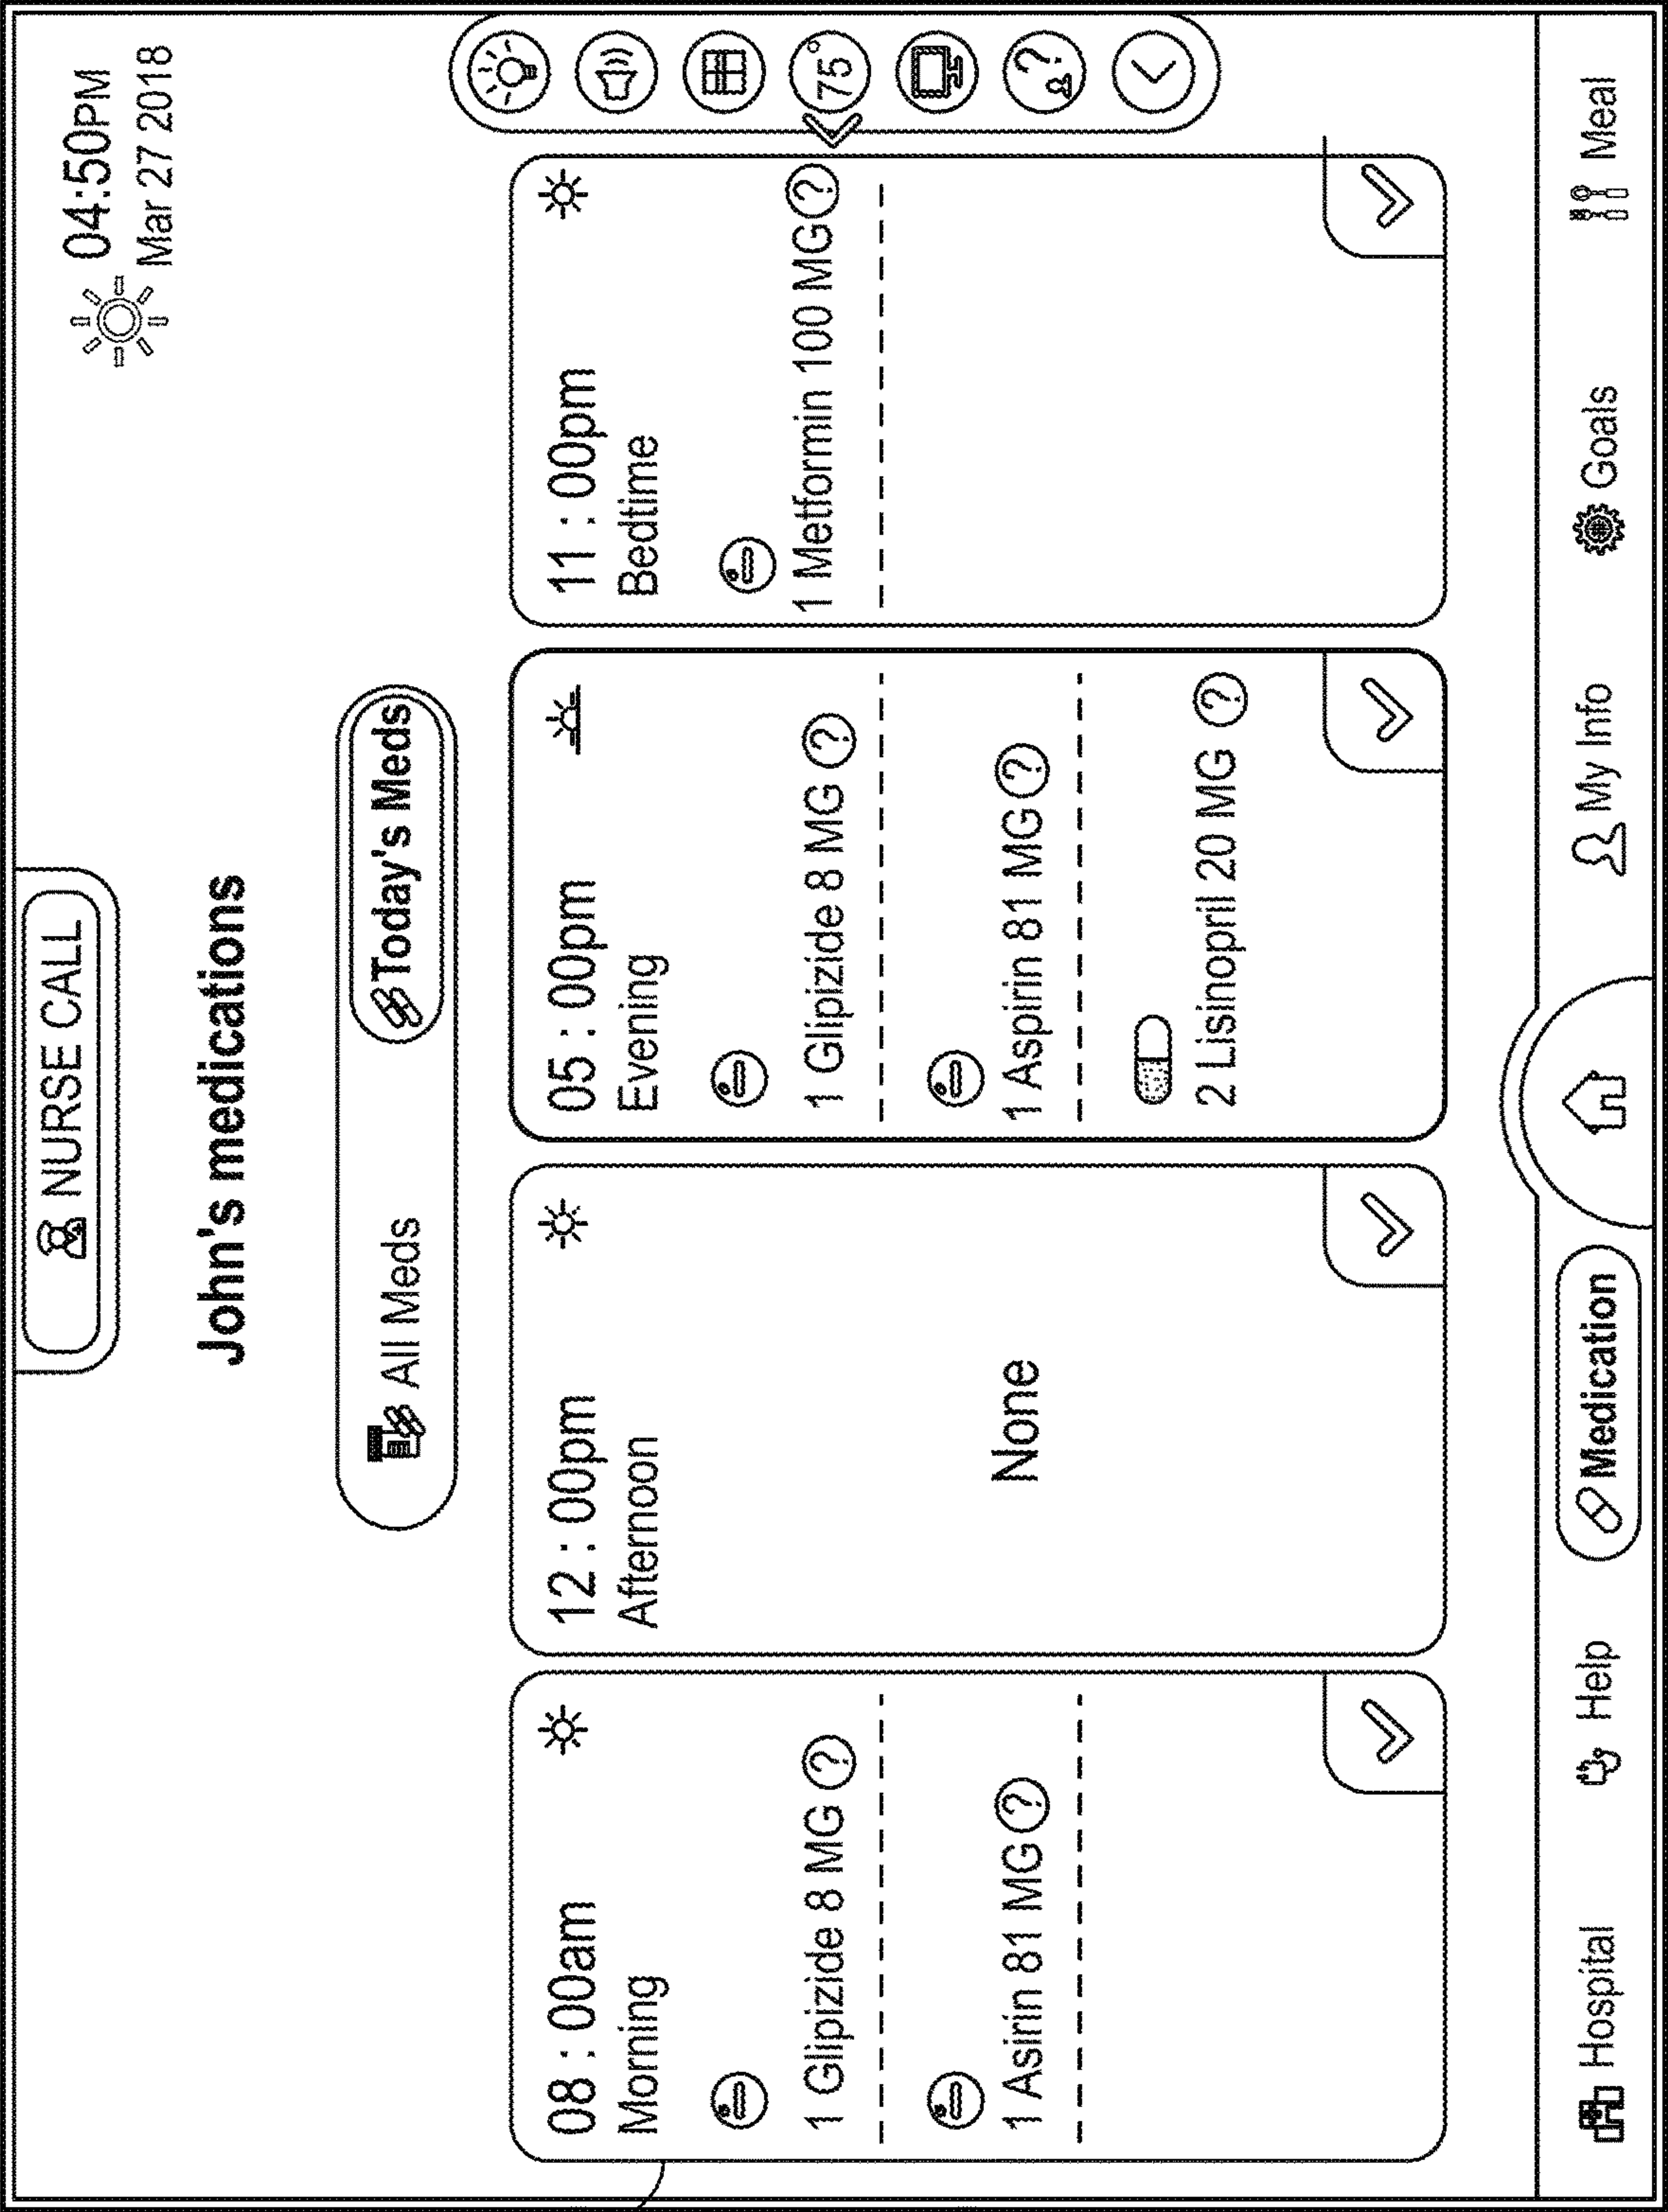 NURSE CALL
04:50PM
Mar 27 2018
John's medications
All Meds
Today's Meds
08 : 00am
Morning
1 Glipizide 8 MG ?
1 Asirin 81 MG ?
12 : 00pm
Afternoon
None
05 : 00pm
Evening
1 Glipizide 8 MG ?
1 Aspirin 81 MG ?
2 Lisinopril 20 MG ?
11 : 00pm
Bedtime
1 Metformin 100 MG ?
75°
?
Hospital
Help
Medication
My Info
Goals
Meal